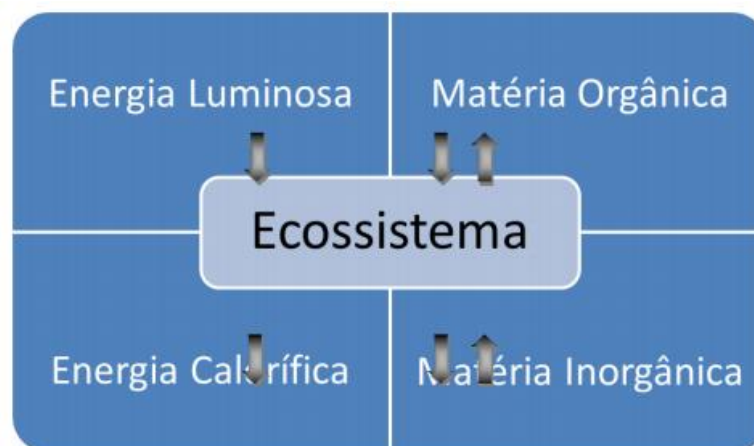 Energia Luminosa
Matéria Orgânica
Ecossistema
Energia Calorífica
Matéria Inorgânica